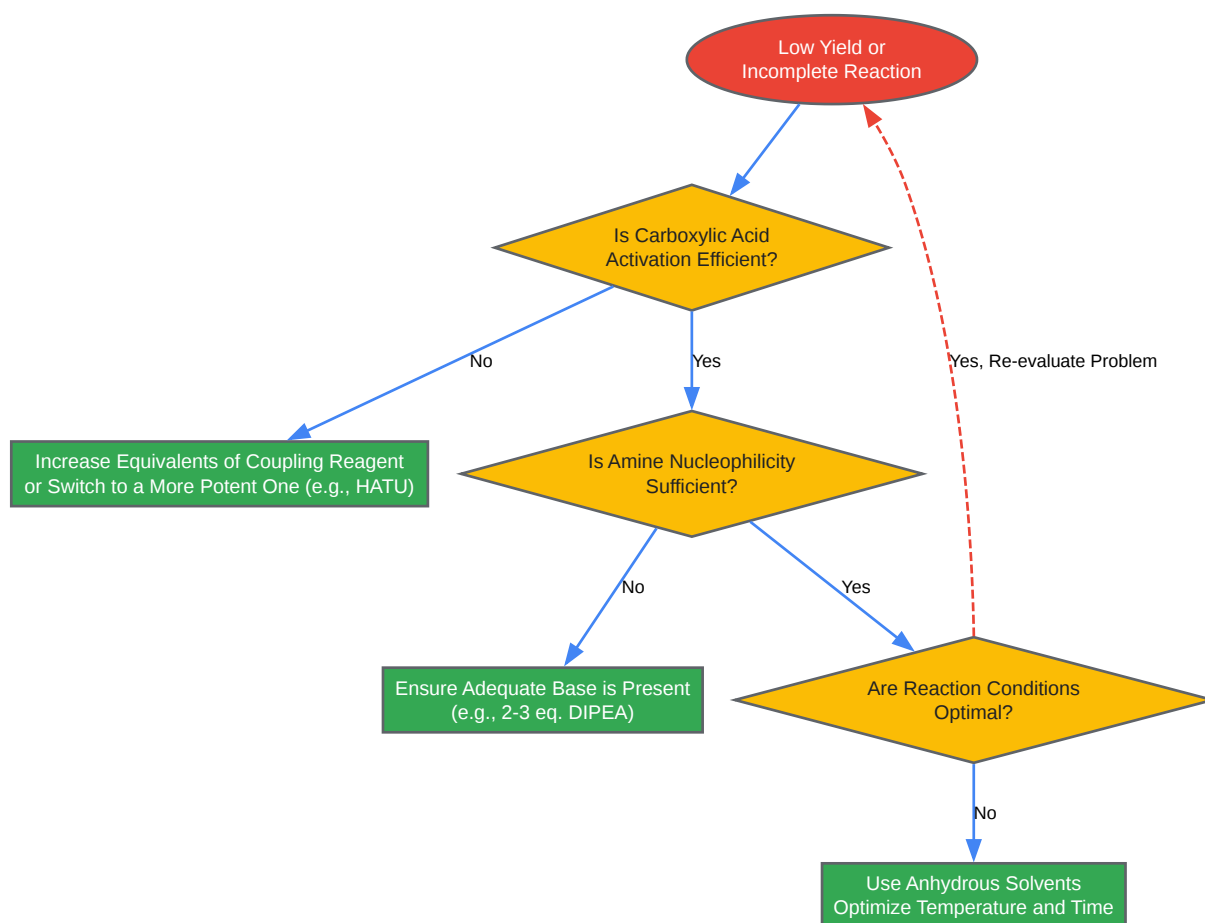 Low Yield or
Incomplete Reaction
Is Carboxylic Acid
Activation Efficient?
No
Yes
Yes, Re-evaluate Problem
Increase Equivalents of Coupling Reagent
or Switch to a More Potent One (e.g., HATU)
Is Amine Nucleophilicity
Sufficient?
No
Yes
Ensure Adequate Base is Present
(e.g., 2-3 eq. DIPEA)
Are Reaction Conditions
Optimal?
No
Use Anhydrous Solvents
Optimize Temperature and Time